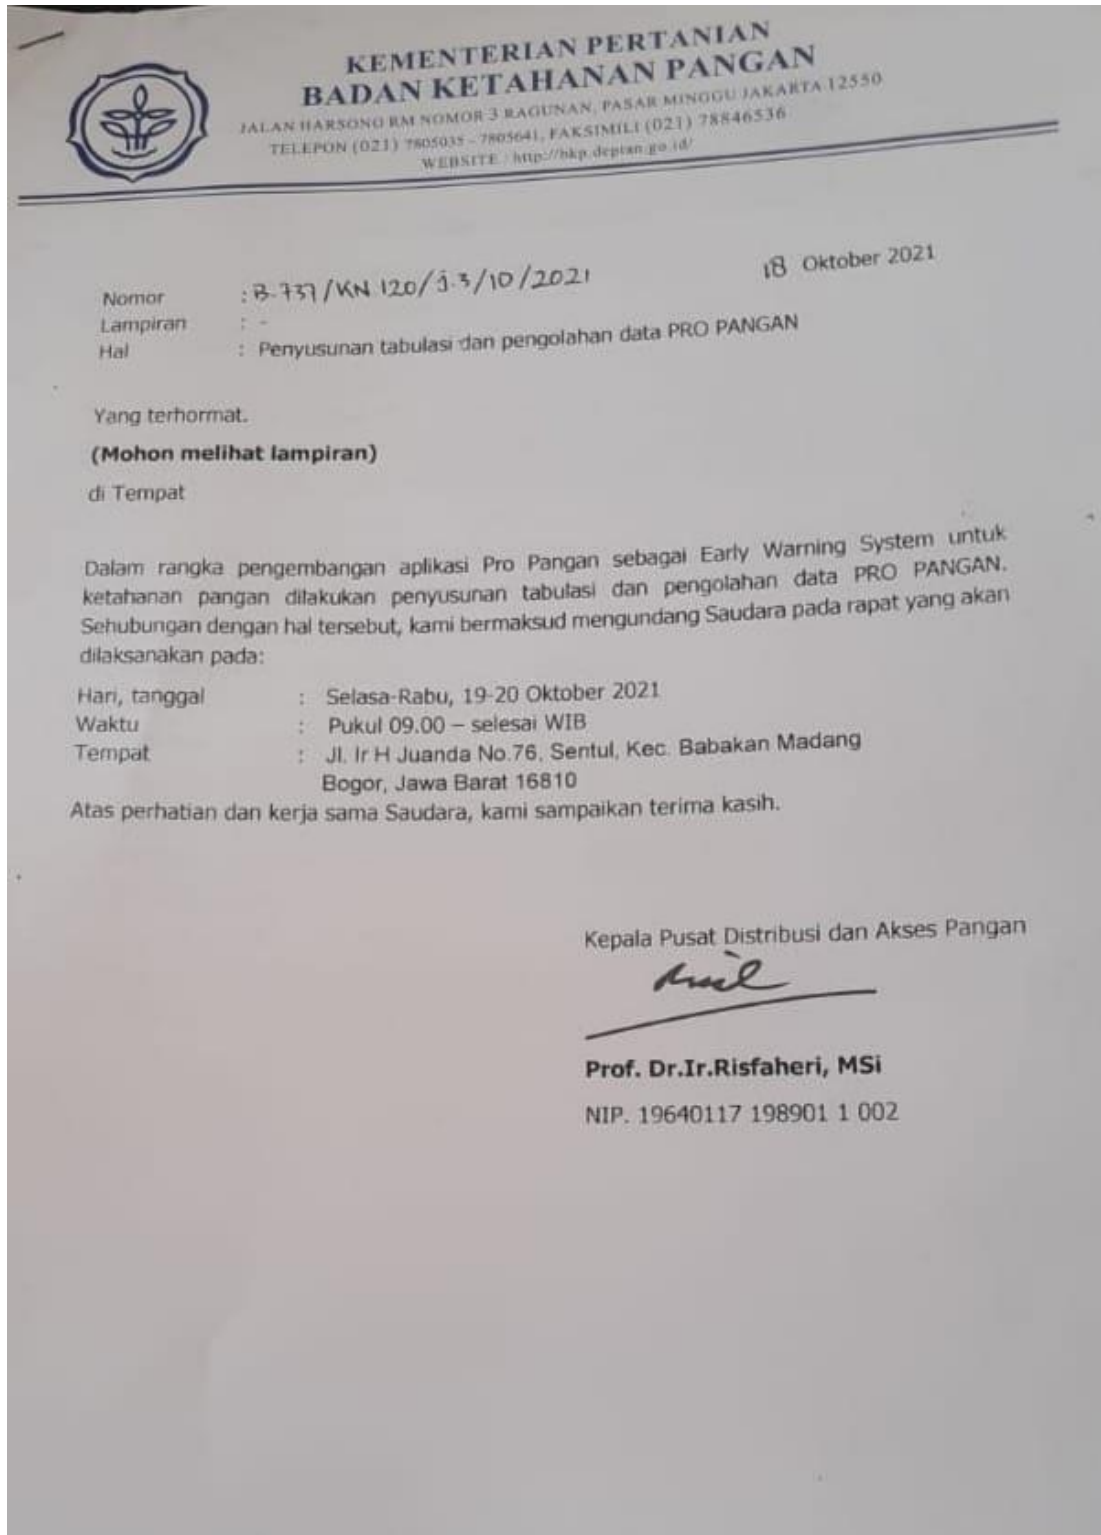 KEMENTERIAN PERTANIAN
BADAN KETAHANAN PANGAN
JALAN HARSONO RM NOMOR 3 RAGUNAN, PASAR MINGGU JAKARTA 12550
TELEPON (021) 7805035 - 7805641, FAKSIMILI (021) 78846536
WEBSITE : http://bkp.deptan.go.id/
18 Oktober 2021
Nomor : B-737/KN.120/J.3/10/2021
Lampiran : -
Hal : Penyusunan tabulasi dan pengolahan data PRO PANGAN
Yang terhormat.
(Mohon melihat lampiran)
di Tempat
Dalam rangka pengembangan aplikasi Pro Pangan sebagai Early Warning System untuk
ketahanan pangan dilakukan penyusunan tabulasi dan pengolahan data PRO PANGAN.
Sehubungan dengan hal tersebut, kami bermaksud mengundang Saudara pada rapat yang akan
dilaksanakan pada:
Hari, tanggal : Selasa-Rabu, 19-20 Oktober 2021
Waktu : Pukul 09.00 – selesai WIB
Tempat : Jl. Ir H Juanda No.76, Sentul, Kec. Babakan Madang
Bogor, Jawa Barat 16810
Atas perhatian dan kerja sama Saudara, kami sampaikan terima kasih.
Kepala Pusat Distribusi dan Akses Pangan
Prof. Dr.Ir.Risfaheri, MSi
NIP. 19640117 198901 1 002